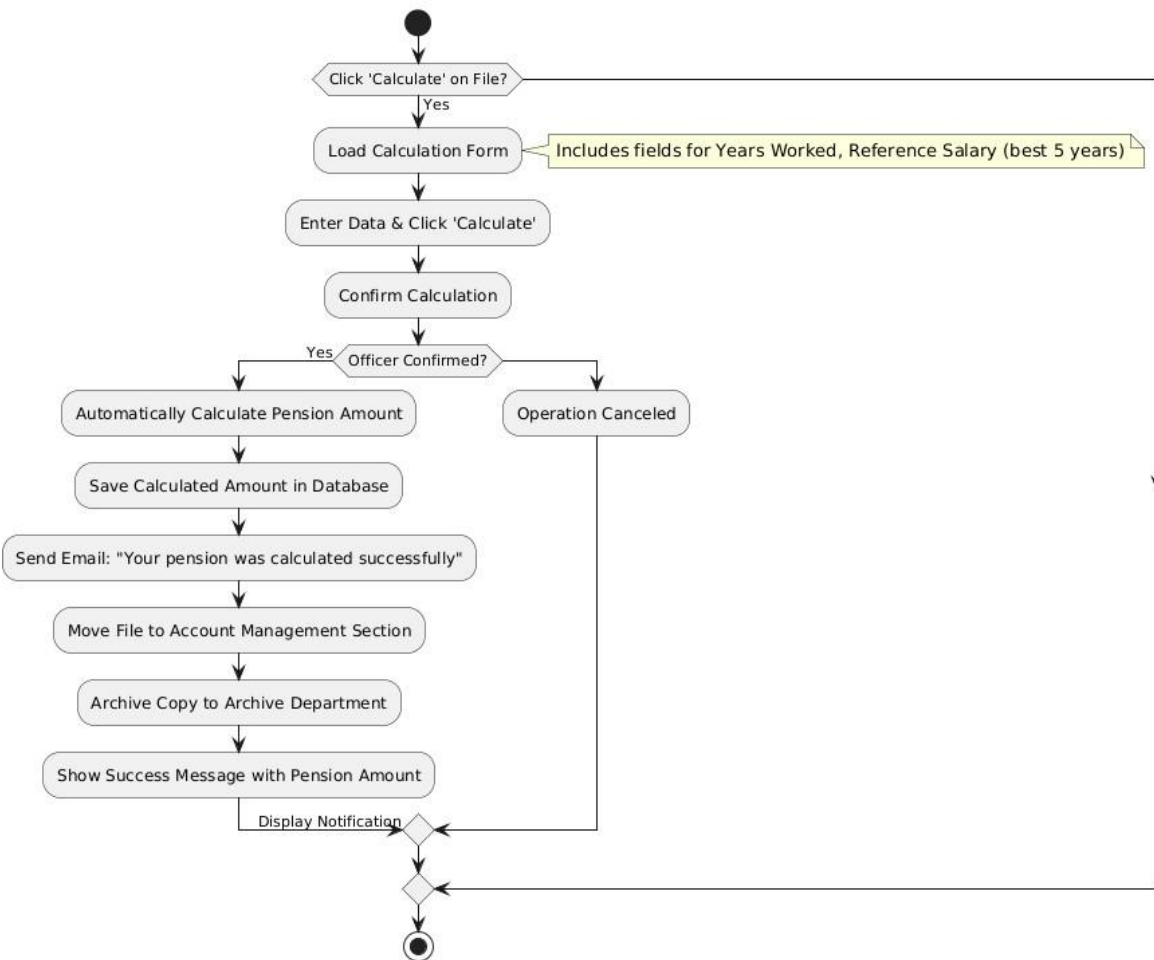 Click 'Calculate' on File?
Yes
Load Calculation Form
Includes fields for Years Worked, Reference Salary (best 5 years)
Enter Data & Click 'Calculate'
Confirm Calculation
Yes
Officer Confirmed?
Automatically Calculate Pension Amount
Operation Canceled
Save Calculated Amount in Database
Send Email: "Your pension was calculated successfully"
Move File to Account Management Section
Archive Copy to Archive Department
Show Success Message with Pension Amount
Display Notification